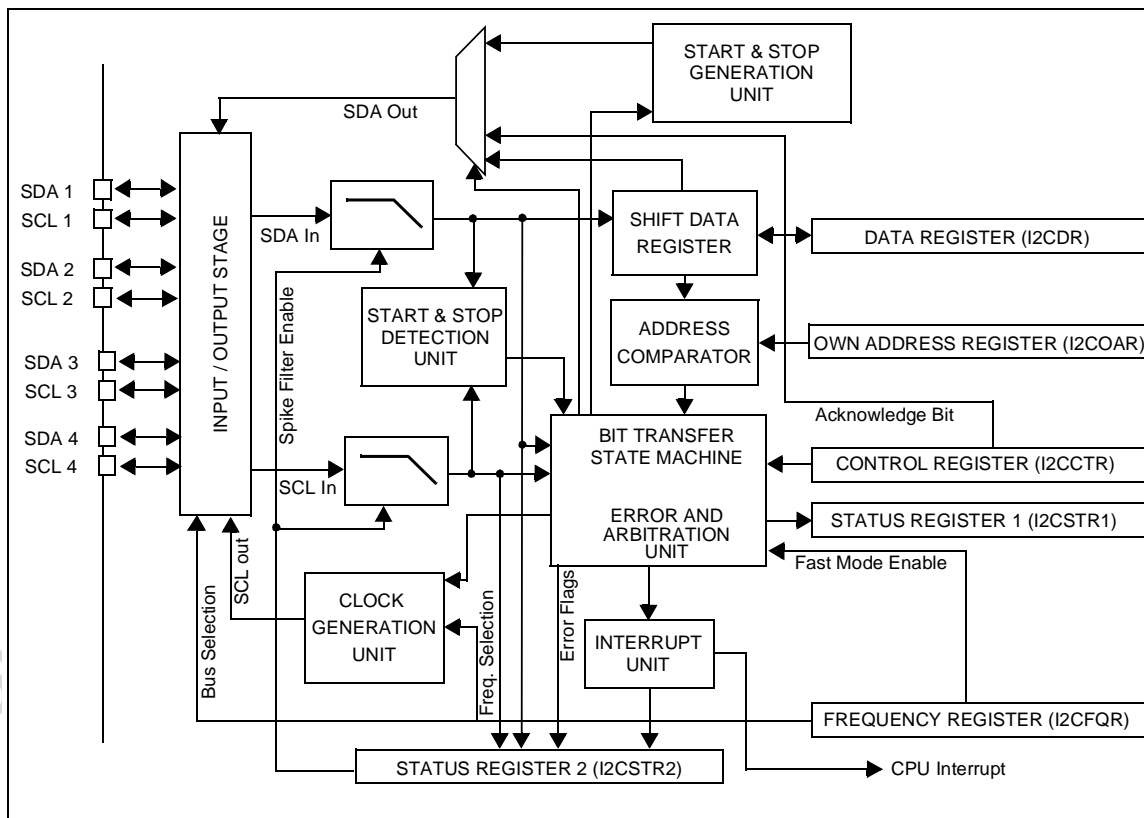 START & STOP
GENERATION
UNIT
SDA Out
SDA 1
SCL 1
SDA 2
SCL 2
SDA 3
SCL 3
SDA 4
SCL 4
INPUT / OUTPUT STAGE
SDA In
SCL In
Spike Filter Enable
START & STOP
DETECTION
UNIT
SHIFT DATA
REGISTER
DATA REGISTER (I2CDR)
ADDRESS
COMPARATOR
OWN ADDRESS REGISTER (I2COAR)
Acknowledge Bit
BIT TRANSFER
STATE MACHINE
ERROR AND
ARBITRATION
UNIT
CONTROL REGISTER (I2CCTR)
STATUS REGISTER 1 (I2CSTR1)
Fast Mode Enable
Bus Selection
SCL out
CLOCK
GENERATION
UNIT
Freq. Selection
Error Flags
INTERRUPT
UNIT
FREQUENCY REGISTER (I2CFQR)
STATUS REGISTER 2 (I2CSTR2)
CPU Interrupt